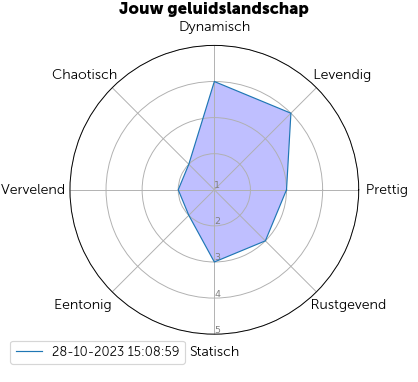 Jouw geluidslandschap
Dynamisch
Chaotisch
Levendig
Vervelend
1
Prettig
2
3
4
Eentonig
Rustgevend
5
28-10-2023 15:08:59
Statisch